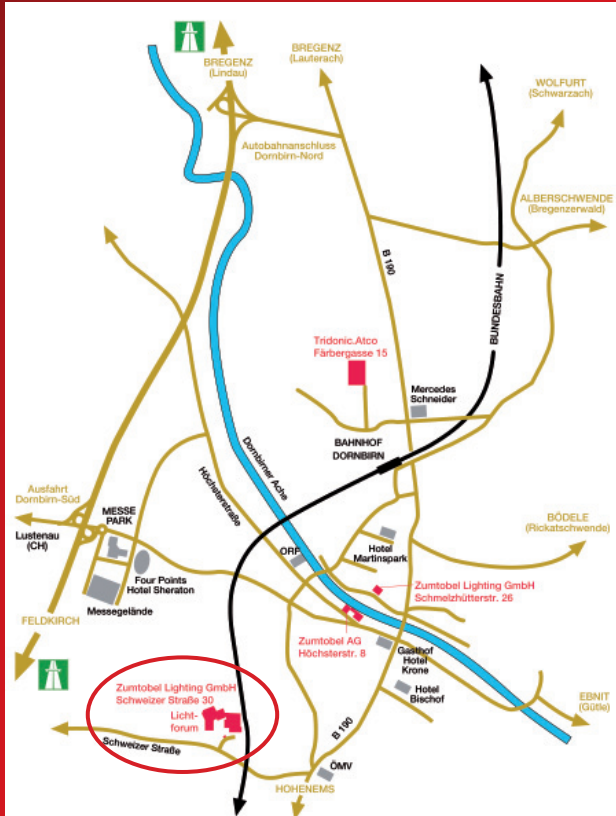 BREGENZ
(Lindau)
BREGENZ
(Lauterach)
WOLFURT
(Schwarzach)
Autobahnanschluss
Dornbirn-Nord
ALBERSCHWENDE
(Bregenzerwald)
B 190
BUNDESBAHN
Tridonic.Atco
Färbergasse 15
Mercedes
Schneider
BAHNHOF
DORNBIRN
Dornbirner Ache
Höchsterstraße
Ausfahrt
Dornbirn-Süd
MESSE
PARK
Lustenau
(CH)
Four Points
Hotel Sheraton
Messegelände
ORF
Hotel
Martinspark
BÖDELE
(Rickatschwende)
Zumtobel Lighting GmbH
Schmelzhütterstr. 26
FELDKIRCH
Zumtobel AG
Höchsterstr. 8
Gasthof
Hotel
Krone
Hotel
Bischof
EBNIT
(Gütle)
Zumtobel Lighting GmbH
Schweizer Straße 30
Licht-
forum
Schweizer Straße
B 190
ÖMV
HOHENEMS